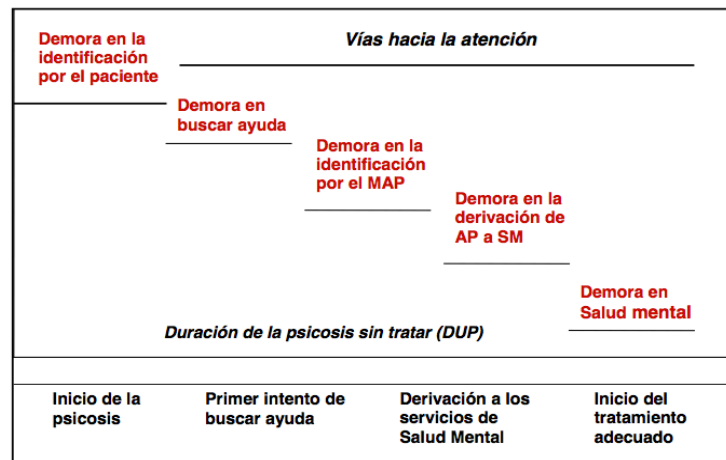 Demora en la
identificación
por el paciente
Vías hacia la atención
Demora en
buscar ayuda
Demora en la
identificación
por el MAP
Demora en la
derivación de
AP a SM
Demora en
Salud mental
Duración de la psicosis sin tratar (DUP)
Inicio de la
psicosis
Primer intento de
buscar ayuda
Derivación a los
servicios de
Salud Mental
Inicio del
tratamiento
adecuado